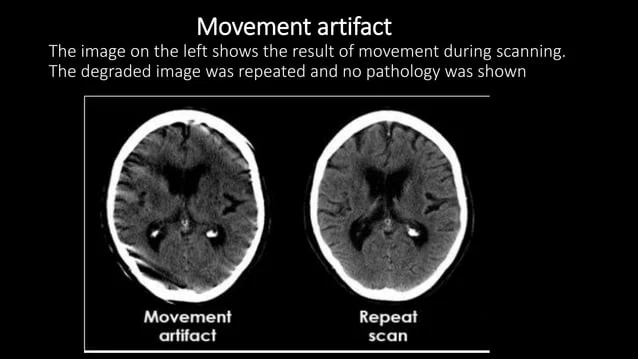 Movement artifact
The image on the left shows the result of movement during scanning.
The degraded image was repeated and no pathology was shown
Movement
artifact
Repeat
scan